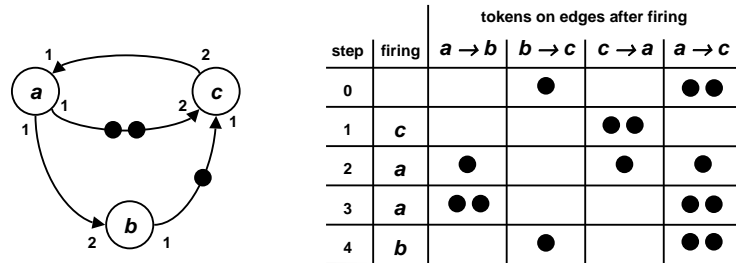 1
2
a
c
1
2
1
1
b
2
1
tokens on edges after firing
step firing a → b b → c c → a a → c
0
1 c
2 a
3 a
4 b